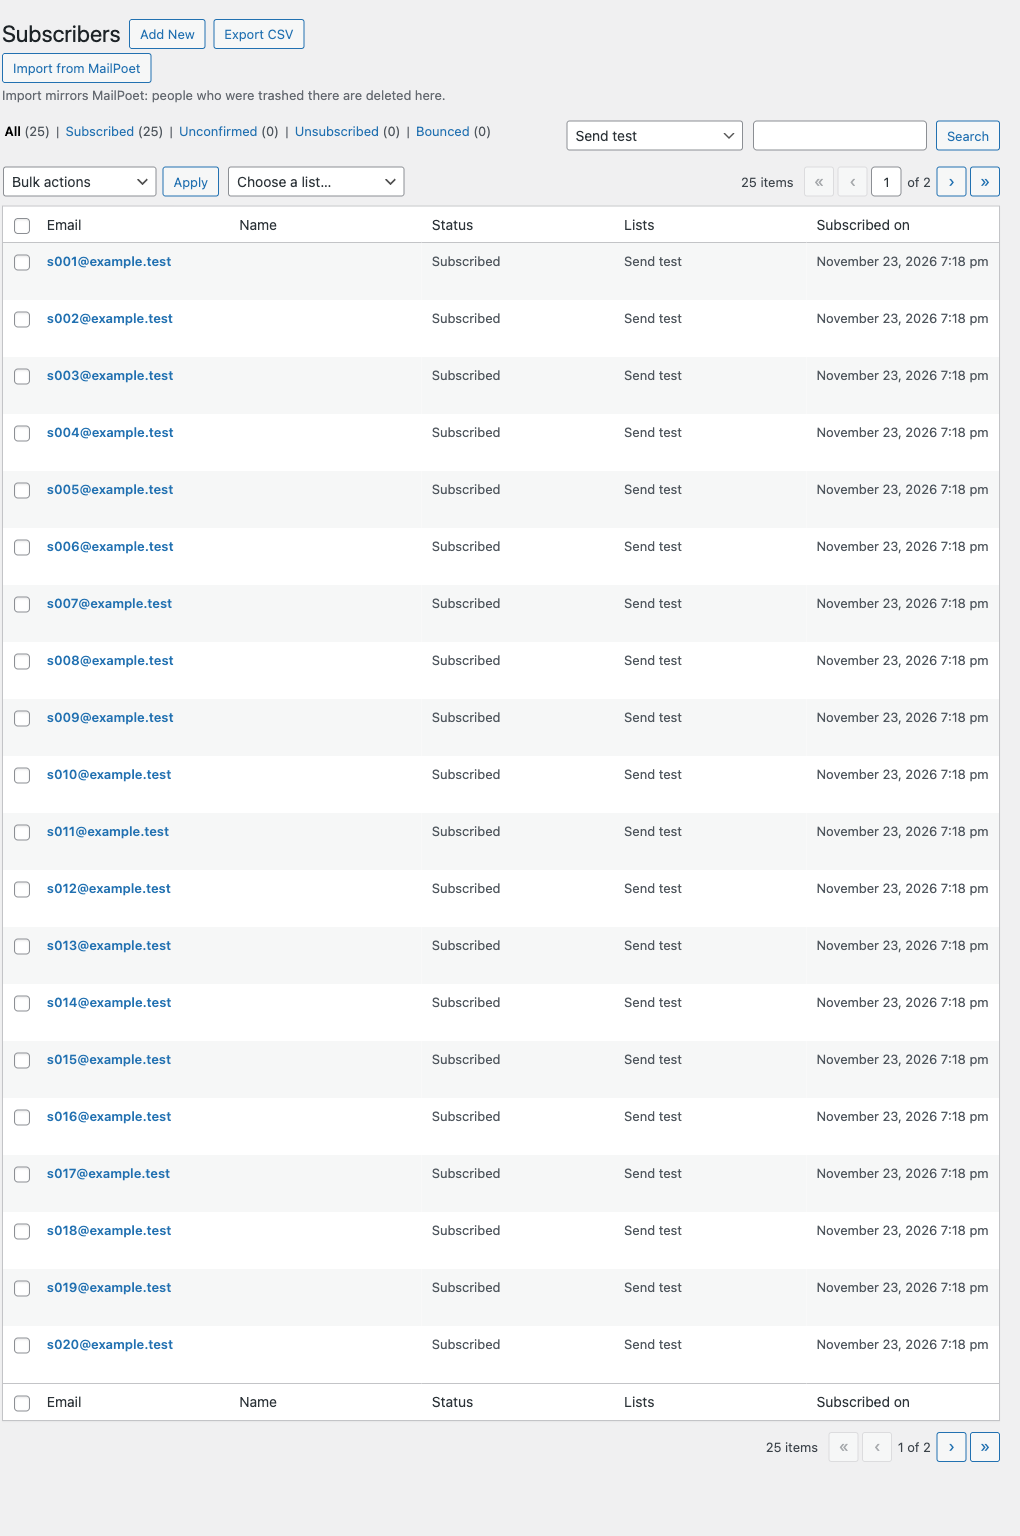 Subscribers Add New Export CSV
Import from MailPoet
Import mirrors MailPoet: people who were trashed there are deleted here.
All (25) | Subscribed (25) | Unconfirmed (0) | Unsubscribed (0) | Bounced (0) Send test Search
Bulk actions Apply Choose a list... 25 items « ‹ 1 of 2 › »
Email Name Status Lists Subscribed on
s001@example.test Subscribed Send test November 23, 2026 7:18 pm
s002@example.test Subscribed Send test November 23, 2026 7:18 pm
s003@example.test Subscribed Send test November 23, 2026 7:18 pm
s004@example.test Subscribed Send test November 23, 2026 7:18 pm
s005@example.test Subscribed Send test November 23, 2026 7:18 pm
s006@example.test Subscribed Send test November 23, 2026 7:18 pm
s007@example.test Subscribed Send test November 23, 2026 7:18 pm
s008@example.test Subscribed Send test November 23, 2026 7:18 pm
s009@example.test Subscribed Send test November 23, 2026 7:18 pm
s010@example.test Subscribed Send test November 23, 2026 7:18 pm
s011@example.test Subscribed Send test November 23, 2026 7:18 pm
s012@example.test Subscribed Send test November 23, 2026 7:18 pm
s013@example.test Subscribed Send test November 23, 2026 7:18 pm
s014@example.test Subscribed Send test November 23, 2026 7:18 pm
s015@example.test Subscribed Send test November 23, 2026 7:18 pm
s016@example.test Subscribed Send test November 23, 2026 7:18 pm
s017@example.test Subscribed Send test November 23, 2026 7:18 pm
s018@example.test Subscribed Send test November 23, 2026 7:18 pm
s019@example.test Subscribed Send test November 23, 2026 7:18 pm
s020@example.test Subscribed Send test November 23, 2026 7:18 pm
Email Name Status Lists Subscribed on
25 items « ‹ 1 of 2 › »